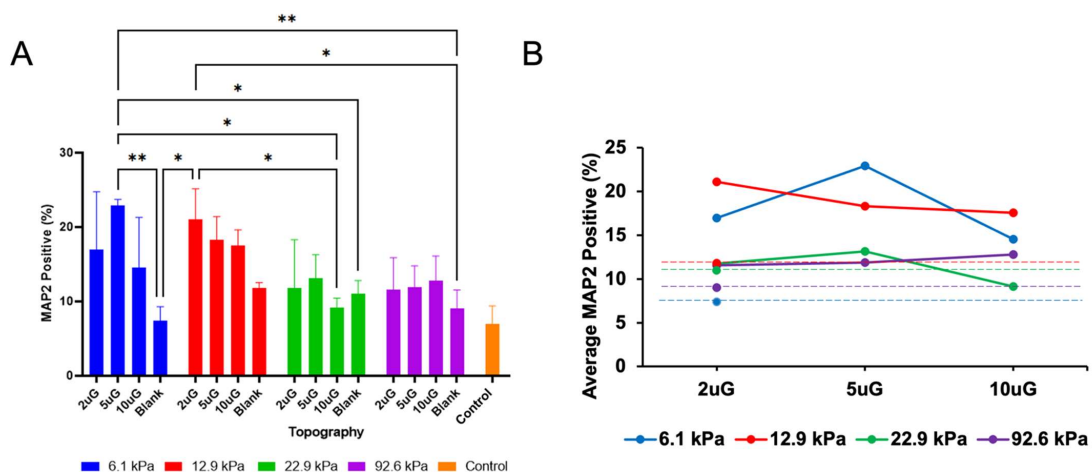 A
**
*
*
*
** * *
30
20
10
0
MAP2 Positive (%)
2uG 5uG 10uG Blank 2uG 5uG 10uG Blank 2uG 5uG 10uG Blank 2uG 5uG 10uG Blank Control
Topography
6.1 kPa 12.9 kPa 22.9 kPa 92.6 kPa Control
B
25
20
15
10
5
0
Average MAP2 Positive (%)
2uG 5uG 10uG
6.1 kPa 12.9 kPa 22.9 kPa 92.6 kPa